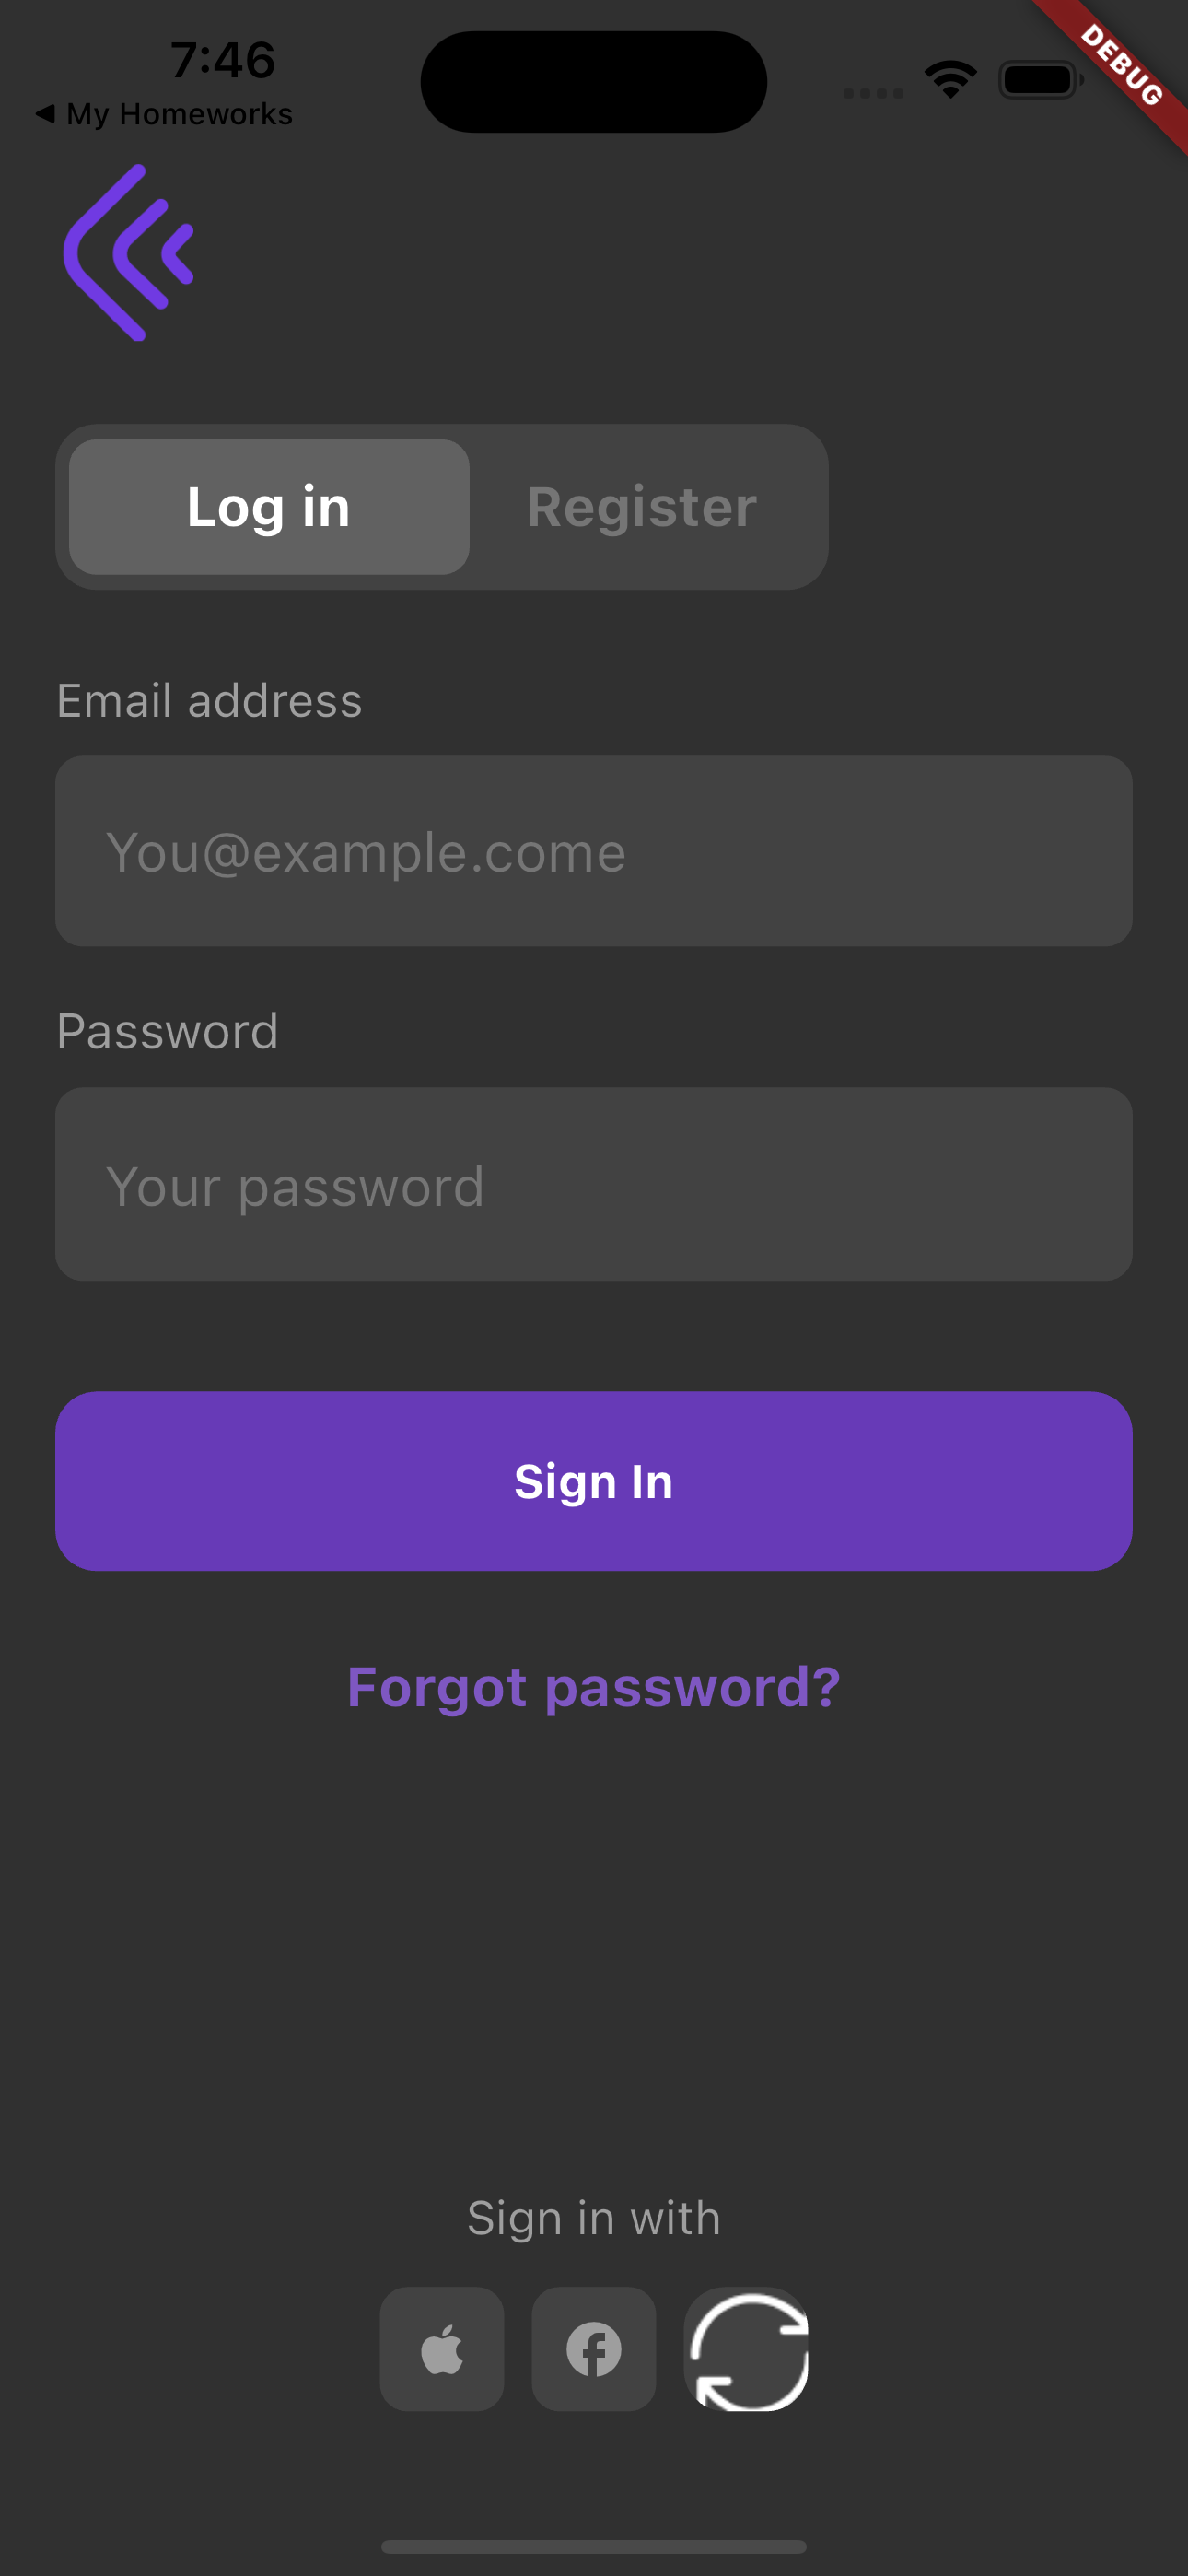 7:46
DEBUG
◀ My Homeworks
Log in
Register
Email address
You@example.come
Password
Your password
Sign In
Forgot password?
Sign in with